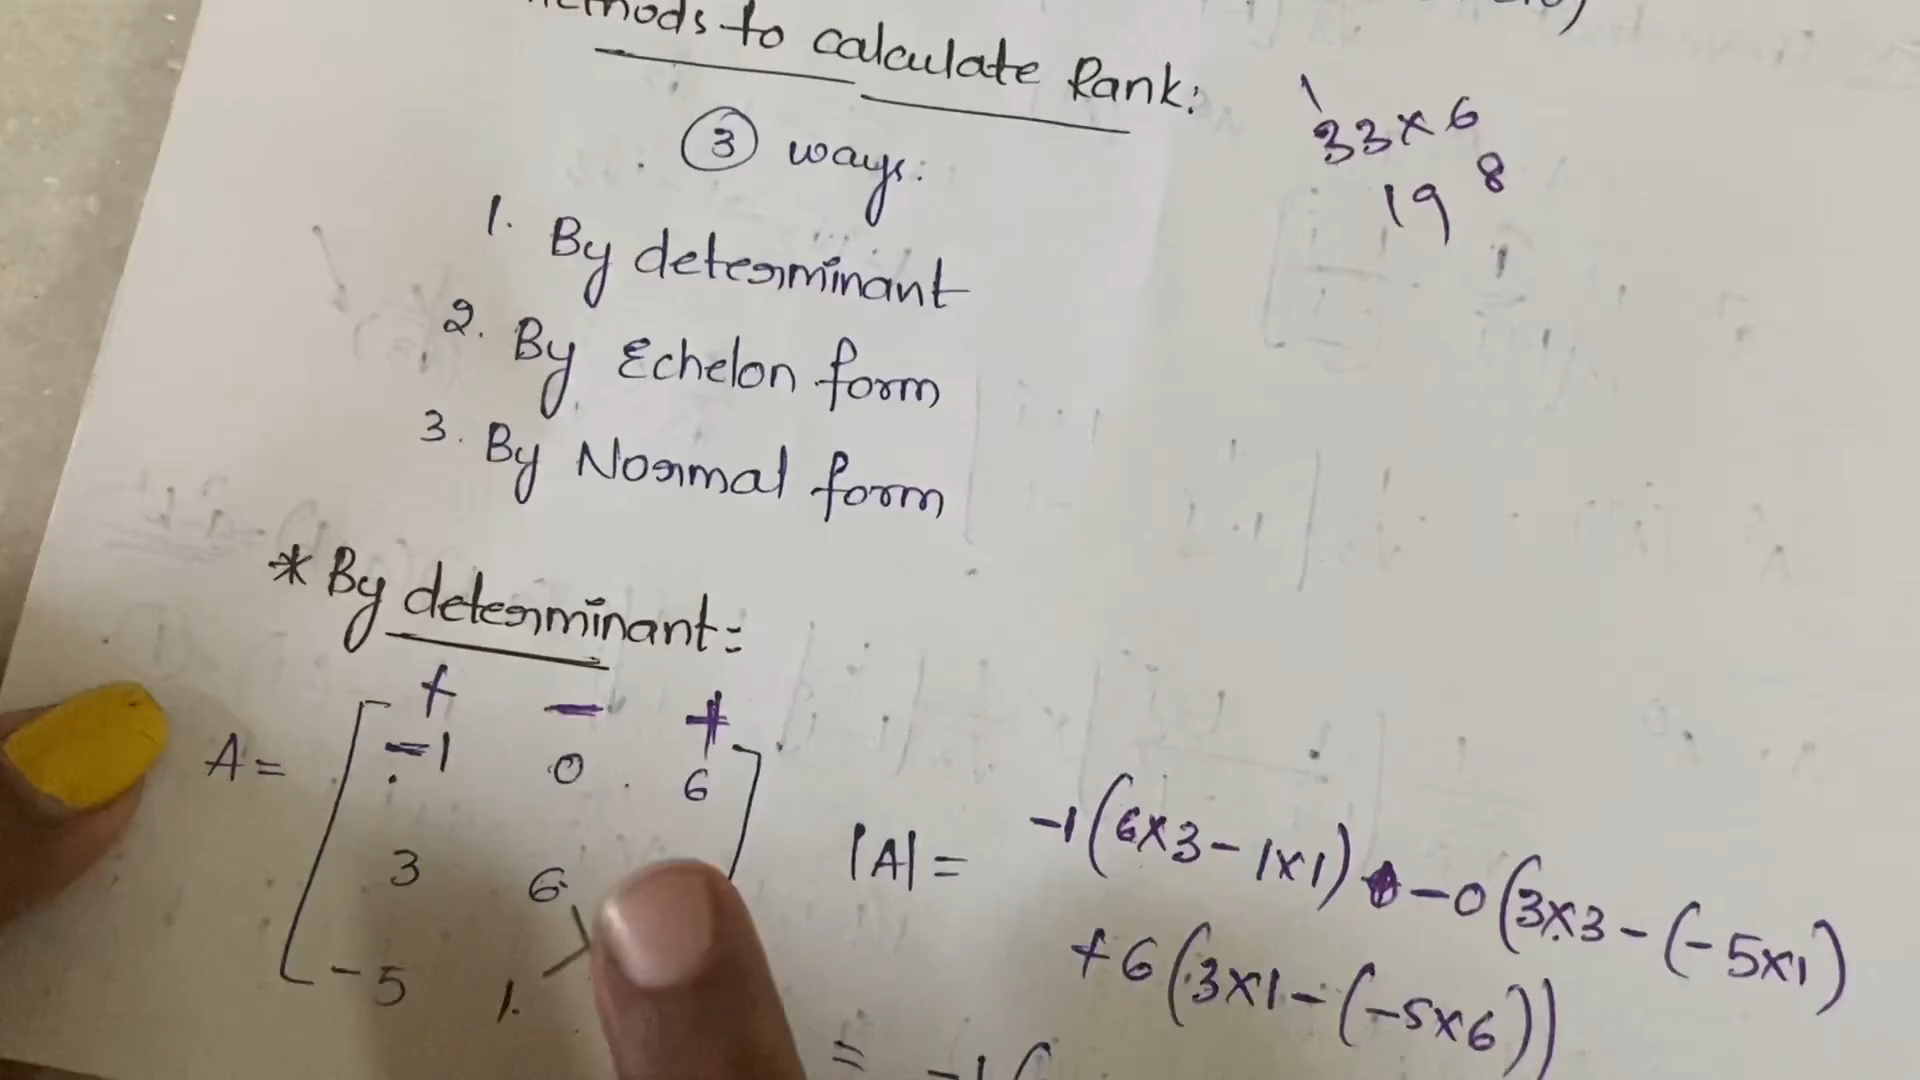 methods to calculate Rank:
③ ways:
1. By determinant
2. By Echelon form
3. By Normal form
33×6
198
* By determinant:
+ - +
A = -1 0 6
3 6
-5 1
|A| = -1(6×3-1×1) -0(3×3-(-5×1)
+6(3×1-(-5×6))
= -1(